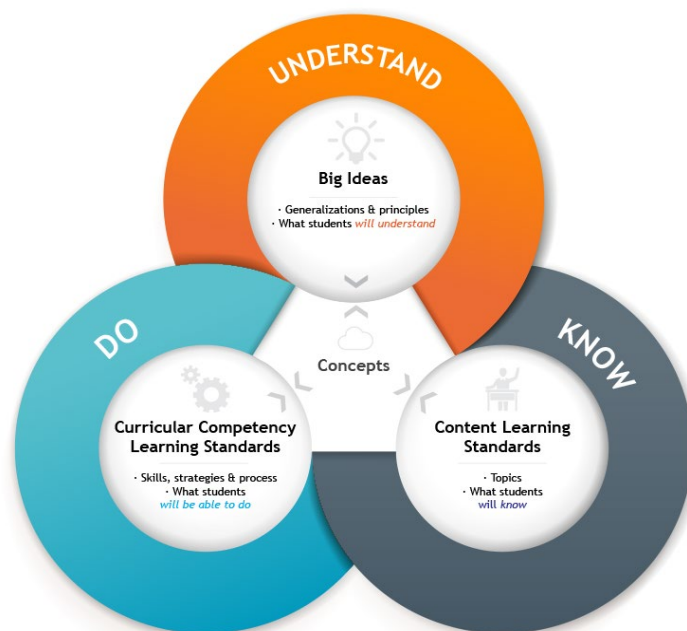 UNDERSTAND
Big Ideas
· Generalizations & principles
· What students will understand
DO
KNOW
Concepts
Curricular Competency
Learning Standards
· Skills, strategies & process
· What students
will be able to do
Content Learning
Standards
· Topics
· What students
will know